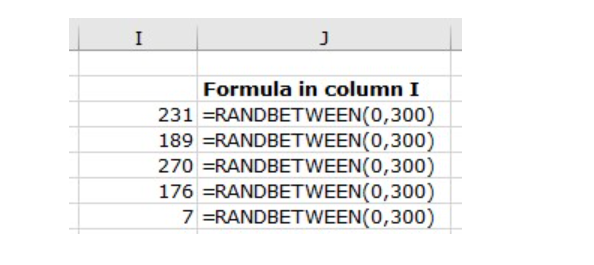 I J
Formula in column I
231 =RANDBETWEEN(0,300)
189 =RANDBETWEEN(0,300)
270 =RANDBETWEEN(0,300)
176 =RANDBETWEEN(0,300)
7 =RANDBETWEEN(0,300)